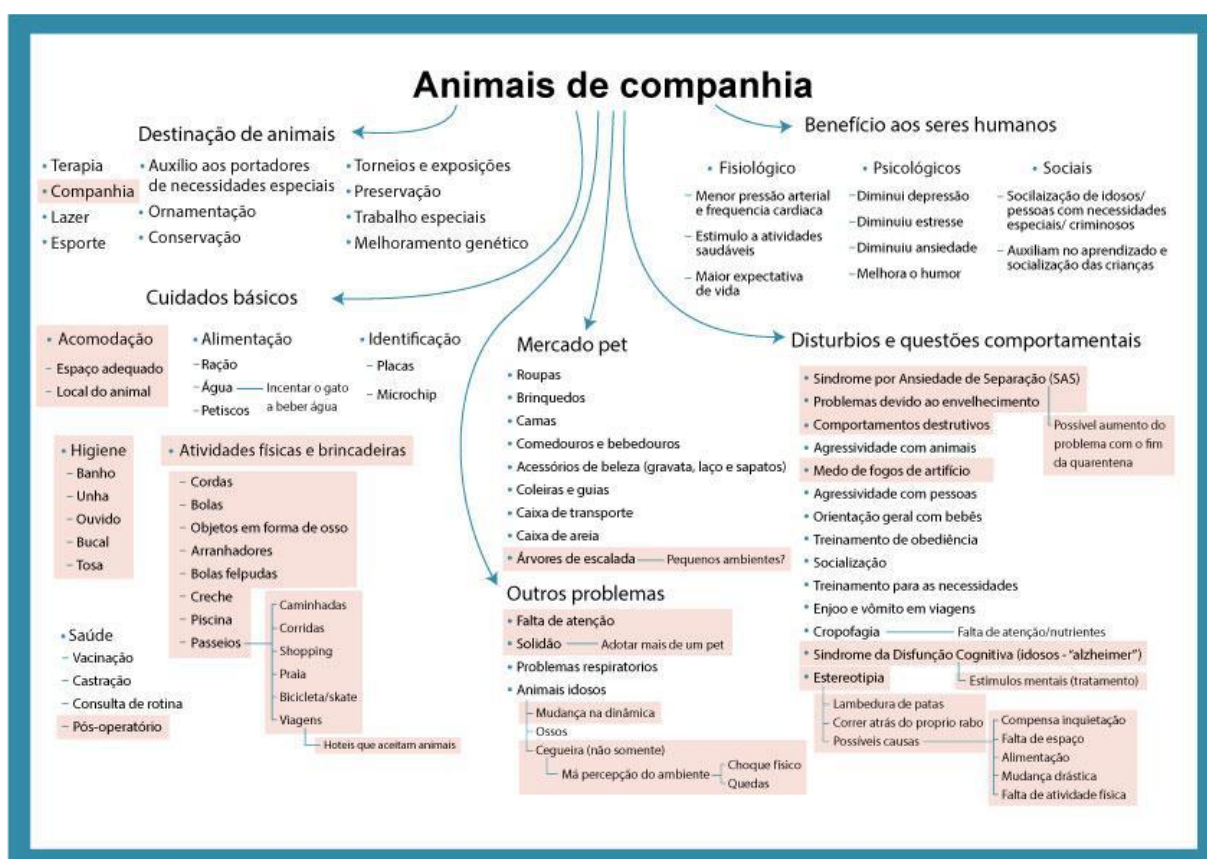 Animais de companhia
Destinação de animais
• Terapia
• Companhia
• Lazer
• Esporte
• Auxílio aos portadores
de necessidades especiais
• Ornamentação
• Conservação
• Torneios e exposições
• Preservação
• Trabalho especiais
• Melhoramento genético
Benefício aos seres humanos
• Fisiológico
– Menor pressão arterial
e frequencia cardiaca
– Estimulo a atividades
saudáveis
– Maior expectativa
de vida
• Psicológicos
– Diminui depressão
– Diminuiu estresse
– Diminuiu ansiedade
– Melhora o humor
• Sociais
– Socilaização de idosos/
pessoas com necessidades
especiais/ criminosos
– Auxiliam no aprendizado e
socialização das crianças
Cuidados básicos
• Acomodação
– Espaço adequado
– Local do animal
• Alimentação
– Ração
– Água
Incentar o gato
a beber água
– Petiscos
• Identificação
– Placas
– Microchip
• Higiene
– Banho
– Unha
– Ouvido
– Bucal
– Tosa
• Atividades físicas e brincadeiras
– Cordas
– Bolas
– Objetos em forma de osso
– Arranhadores
– Bolas felpudas
– Creche
– Piscina
– Passeios
Caminhadas
Corridas
Shopping
Praia
Bicicleta/skate
Viagens
Hoteis que aceitam animais
• Saúde
– Vacinação
– Castração
– Consulta de rotina
– Pós-operatório
Mercado pet
• Roupas
• Brinquedos
• Camas
• Comedouros e bebedouros
• Acessórios de beleza (gravata, laço e sapatos)
• Coleiras e guias
• Caixa de transporte
• Caixa de areia
• Árvores de escalada
Pequenos ambientes?
Outros problemas
• Falta de atenção
• Solidão
Adotar mais de um pet
• Problemas respiratorios
• Animais idosos
Mudança na dinâmica
Ossos
Cegueira (não somente)
Má percepção do ambiente
Choque físico
Quedas
Disturbios e questões comportamentais
• Sindrome por Ansiedade de Separação (SAS)
• Problemas devido ao envelhecimento
• Comportamentos destrutivos
Possível aumento do
problema com o fim
da quarentena
• Agressividade com animais
• Medo de fogos de artifício
• Agressividade com pessoas
• Orientação geral com bebês
• Treinamento de obediência
• Socialização
• Treinamento para as necessidades
• Enjoo e vômito em viagens
• Cropofagia
Falta de atenção/nutrientes
• Sindrome da Disfunção Cognitiva (idosos - "alzheimer")
Estimulos mentais (tratamento)
• Estereotipia
Lambedura de patas
Correr atrás do proprio rabo
Possíveis causas
Compensa inquietação
Falta de espaço
Alimentação
Mudança drástica
Falta de atividade física